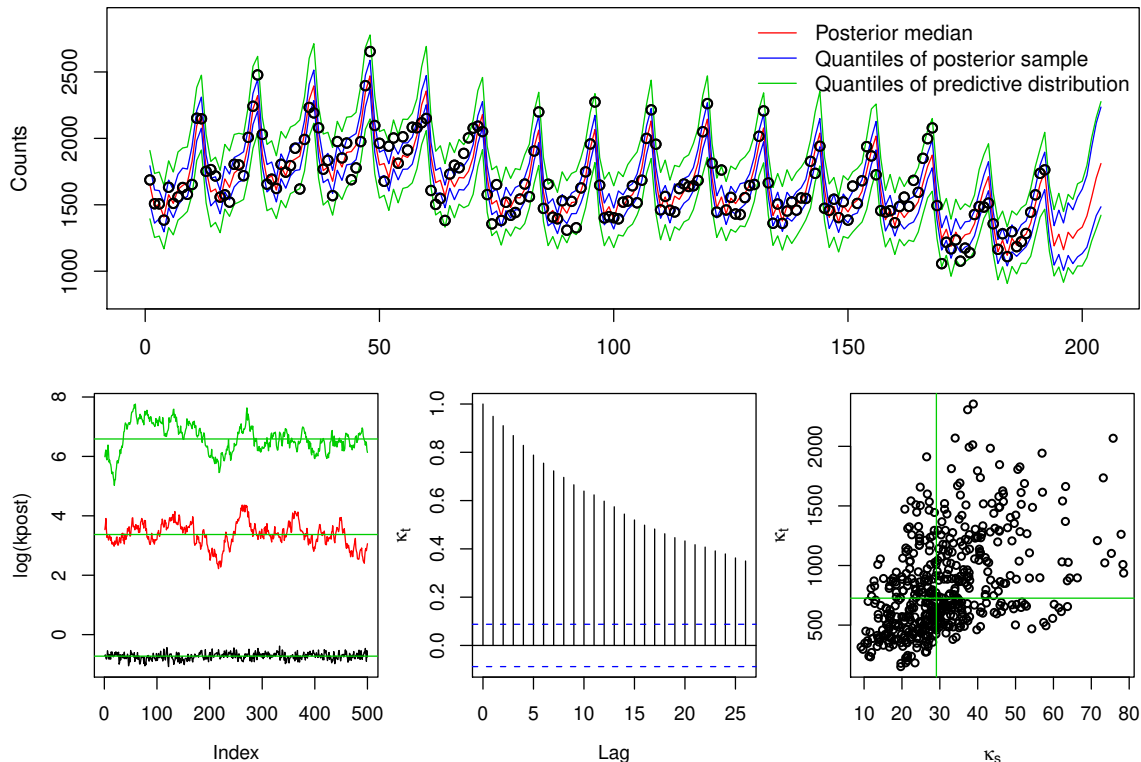 Posterior median
Quantiles of posterior sample
Quantiles of predictive distribution
Counts
2500
2000
1500
1000
0 50 100 150 200
log(kpost)
8
6
4
2
0
0 100 200 300 400 500
Index
κt
1.0
0.8
0.6
0.4
0.2
0.0
0 5 10 15 20 25
Lag
κt
2000
1500
1000
500
10 20 30 40 50 60 70 80
κs